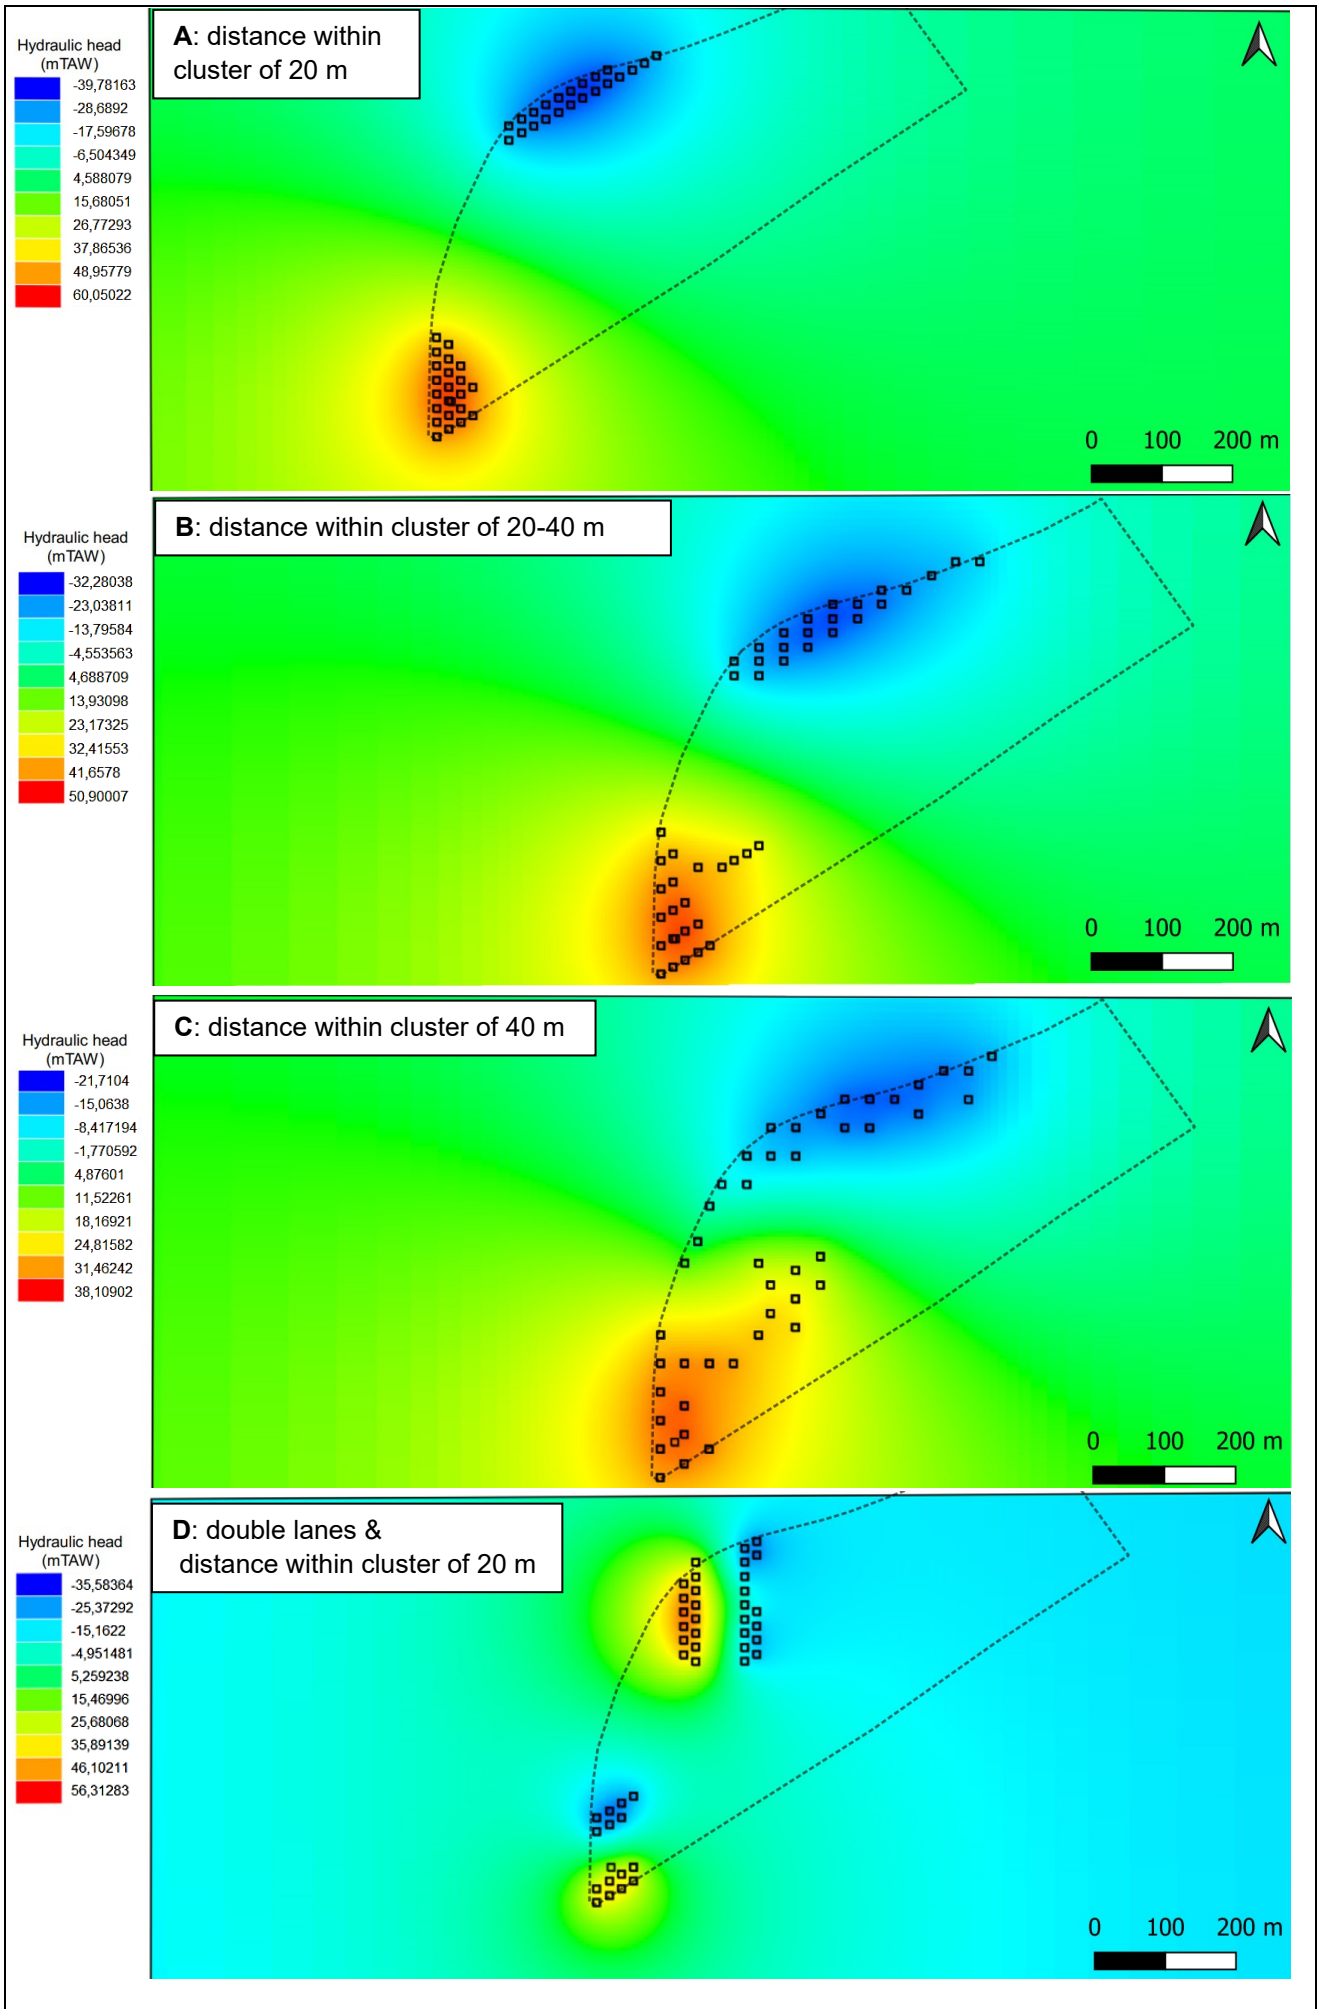 A: distance within
cluster of 20 m
Hydraulic head
(mTAW)
-39,78163
-28,6892
-17,59678
-6,504349
4,588079
15,68051
26,77293
37,86536
48,95779
60,05022
0 100 200 m
B: distance within cluster of 20-40 m
Hydraulic head
(mTAW)
-32,28038
-23,03811
-13,79584
-4,553563
4,688709
13,93098
23,17325
32,41553
41,6578
50,90007
0 100 200 m
C: distance within cluster of 40 m
Hydraulic head
(mTAW)
-21,7104
-15,0638
-8,417194
-1,770592
4,87601
11,52261
18,16921
24,81582
31,46242
38,10902
0 100 200 m
D: double lanes &
distance within cluster of 20 m
Hydraulic head
(mTAW)
-35,58364
-25,37292
-15,1622
-4,951481
5,259238
15,46996
25,68068
35,89139
46,10211
56,31283
0 100 200 m